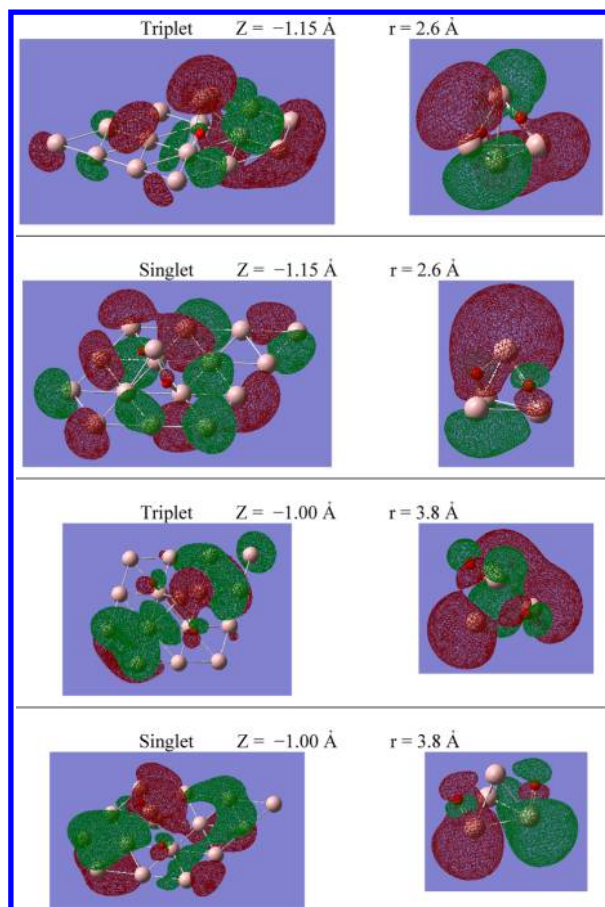 Triplet Z = −1.15 Å r = 2.6 Å
Singlet Z = −1.15 Å r = 2.6 Å
Triplet Z = −1.00 Å r = 3.8 Å
Singlet Z = −1.00 Å r = 3.8 Å